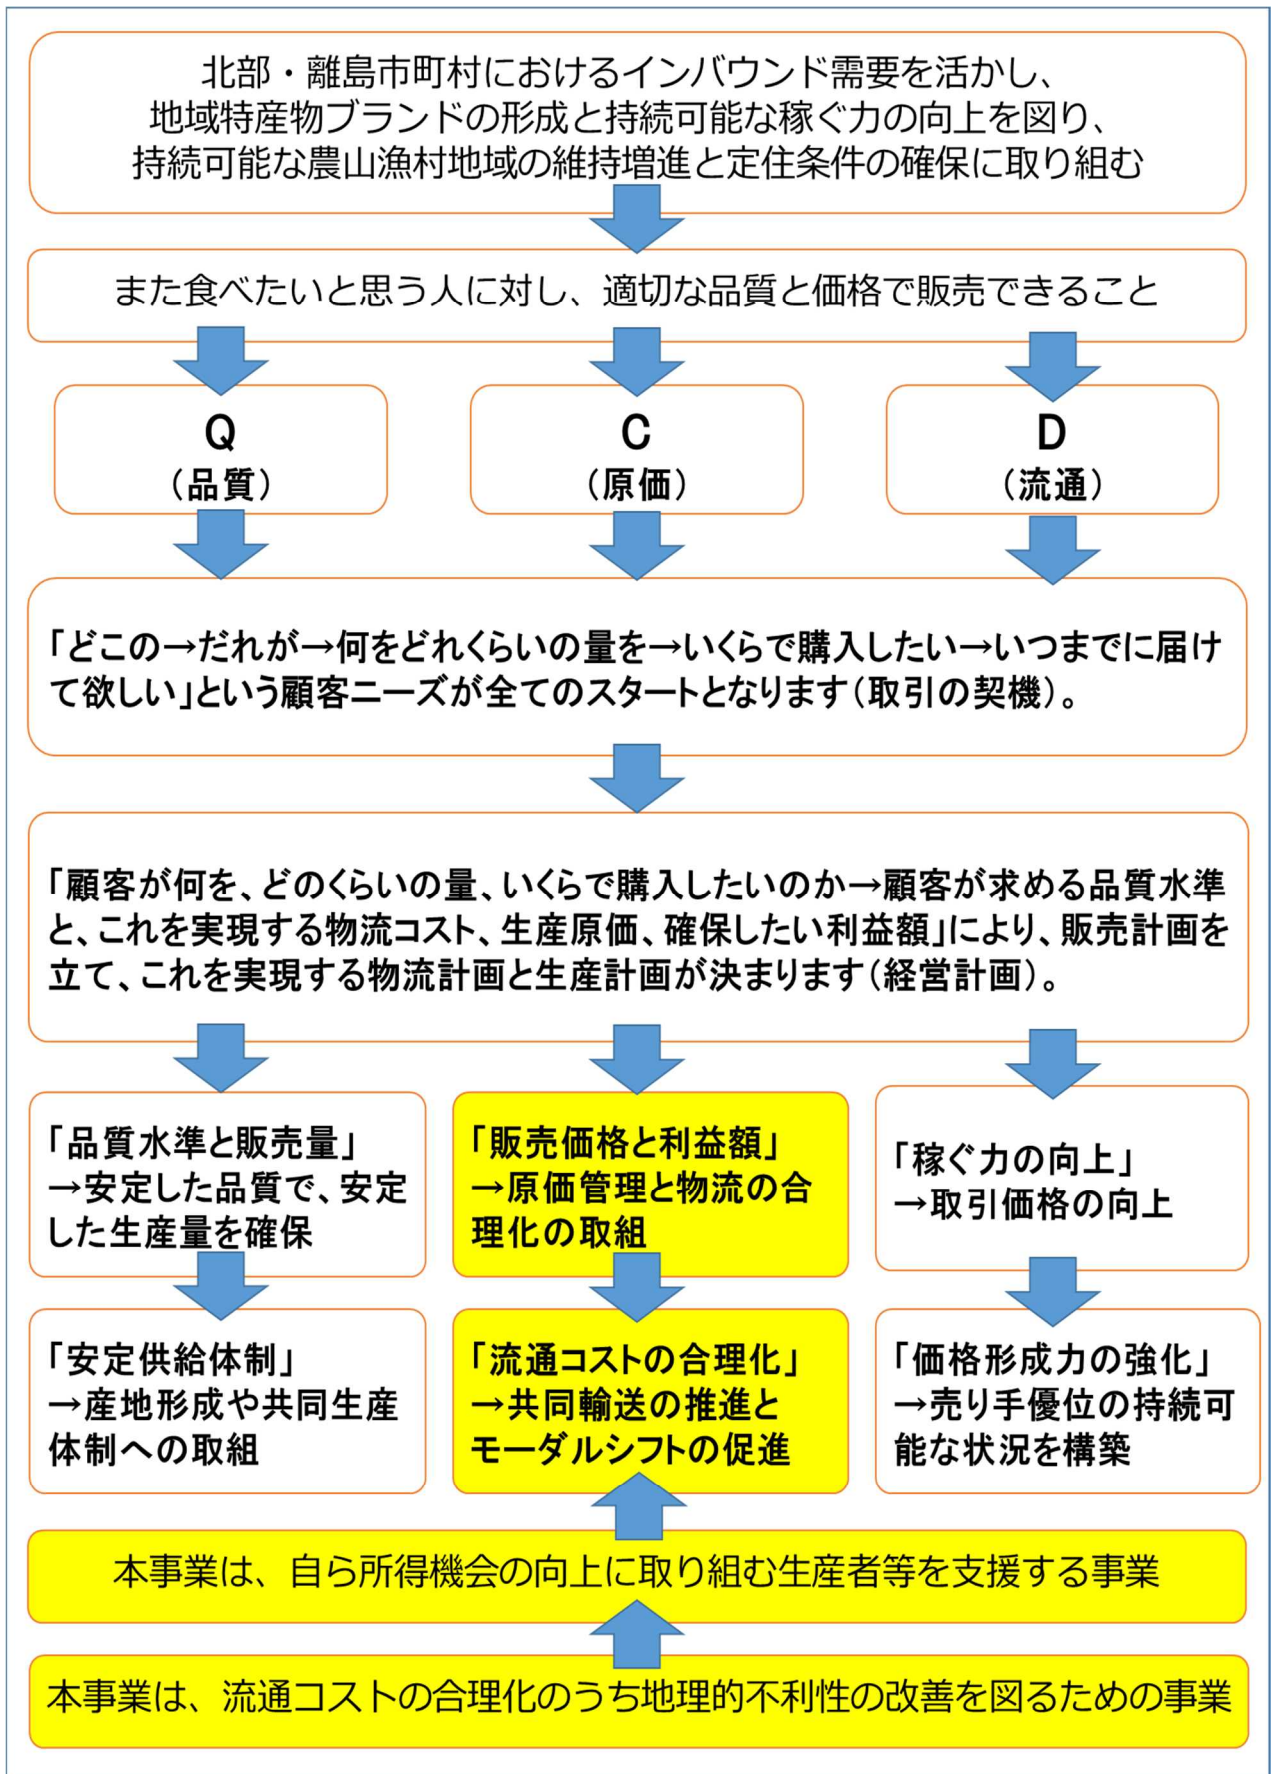 北部・離島市町村におけるインバウンド需要を活かし、
地域特産物ブランドの形成と持続可能な稼ぐ力の向上を図り、
持続可能な農山漁村地域の維持増進と定住条件の確保に取り組む
また食べたいと思う人に対し、適切な品質と価格で販売できること
Q
（品質）
C
（原価）
D
（流通）
「どこの→だれが→何をどれくらいの量を→いくらで購入したい→いつまでに届け
て欲しい」という顧客ニーズが全てのスタートとなります（取引の契機）。
「顧客が何を、どのくらいの量、いくらで購入したいのか→顧客が求める品質水準
と、これを実現する物流コスト、生産原価、確保したい利益額」により、販売計画を
立て、これを実現する物流計画と生産計画が決まります（経営計画）。
「品質水準と販売量」
→安定した品質で、安定
した生産量を確保
「販売価格と利益額」
→原価管理と物流の合
理化の取組
「稼ぐ力の向上」
→取引価格の向上
「安定供給体制」
→産地形成や共同生産
体制への取組
「流通コストの合理化」
→共同輸送の推進と
モーダルシフトの促進
「価格形成力の強化」
→売り手優位の持続可
能な状況を構築
本事業は、自ら所得機会の向上に取り組む生産者等を支援する事業
本事業は、流通コストの合理化のうち地理的不利性の改善を図るための事業